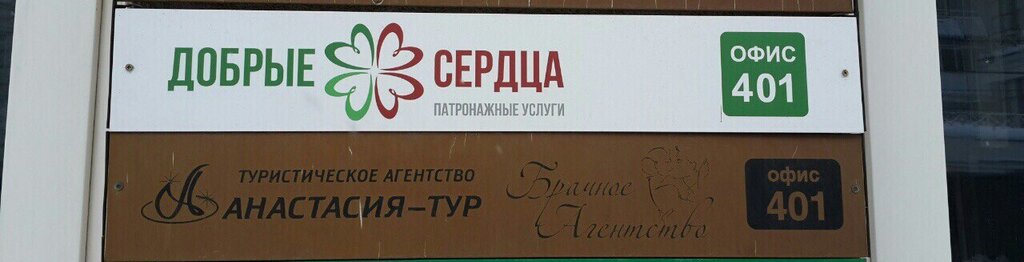 ДОБРЫЕ СЕРДЦА
ПАТРОНАЖНЫЕ УСЛУГИ
ОФИС
401
ТУРИСТИЧЕСКОЕ АГЕНТСТВО
АНАСТАСИЯ–ТУР
Брачное
Агентство
офис
401